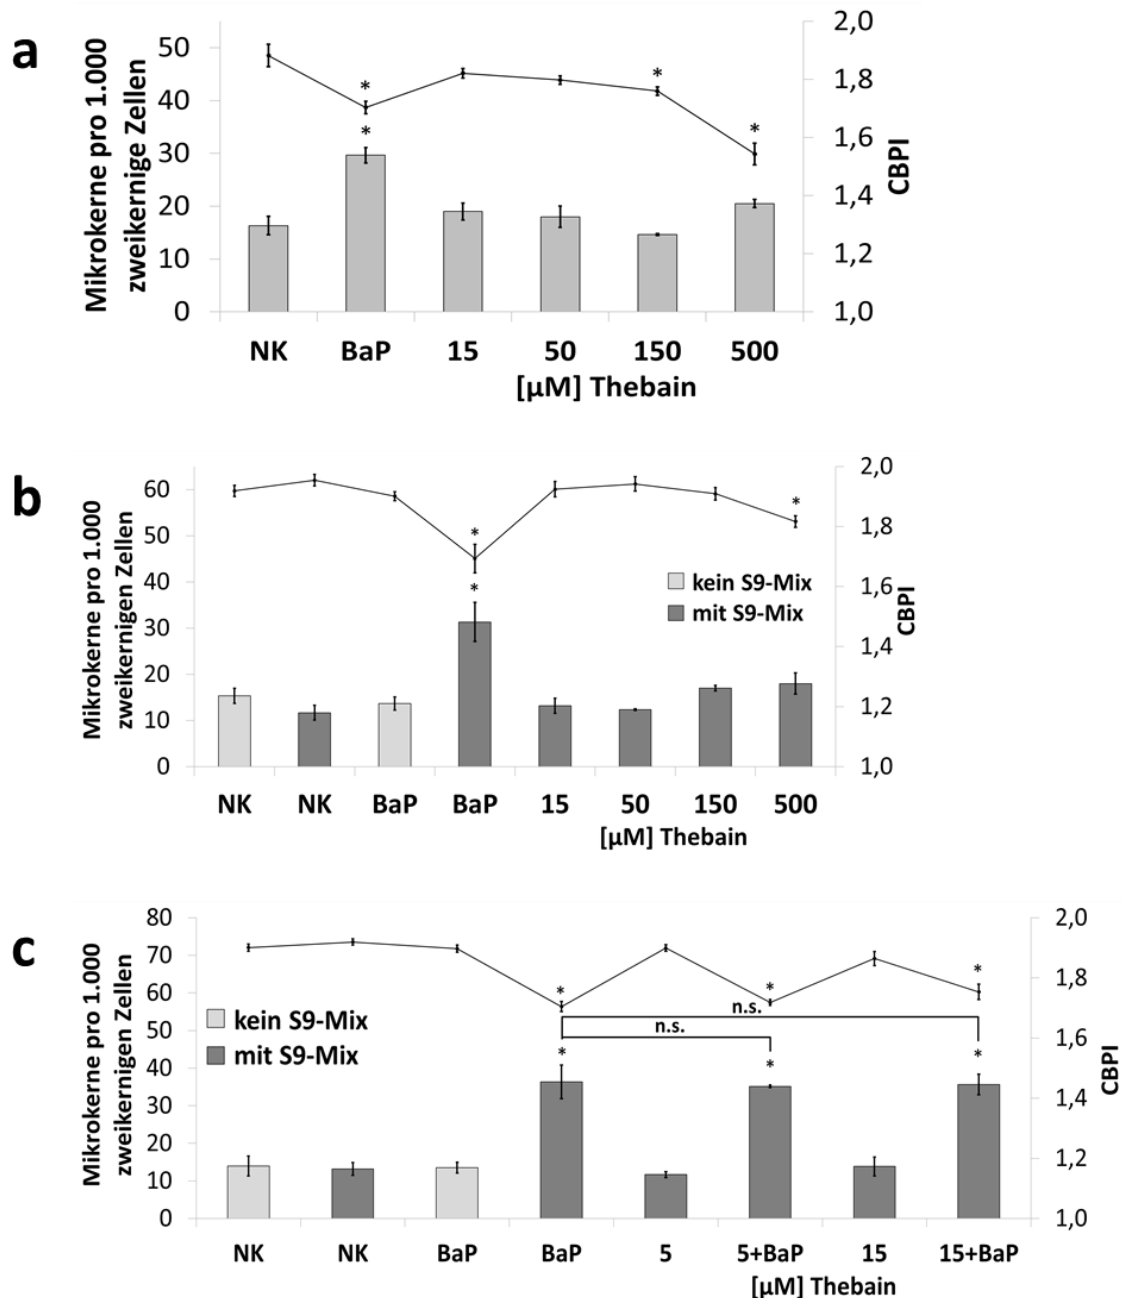 a
Mikrokerne pro 1.000
zweikernige Zellen
50
40
30
20
10
0
*
*
*
*
2,0
1,8
1,6
1,4
1,2
1,0
CBPI
NK BaP 15 50 150 500
[µM] Thebain
b
Mikrokerne pro 1.000
zweikernigen Zellen
60
50
40
30
20
10
0
*
*
*
kein S9-Mix
mit S9-Mix
2,0
1,8
1,6
1,4
1,2
1,0
CBPI
NK NK BaP BaP 15 50 150 500
[µM] Thebain
c
Mikrokerne pro 1.000
zweikernigen Zellen
80
70
60
50
40
30
20
10
0
kein S9-Mix
mit S9-Mix
*
*
*
n.s.
n.s.
*
*
*
2,0
1,8
1,6
1,4
1,2
1,0
CBPI
NK NK BaP BaP 5 5+BaP 15 15+BaP
[µM] Thebain